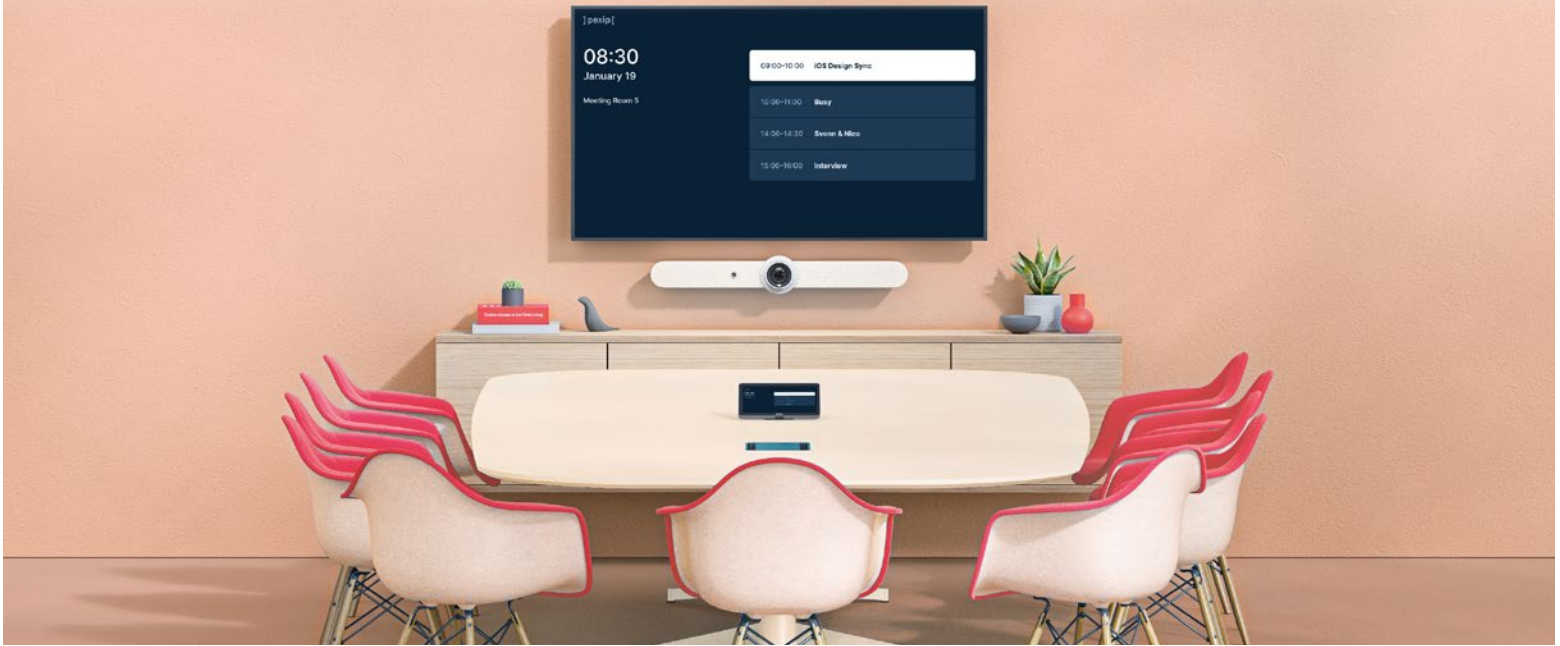 ]pexip[
08:30
January 19
Meeting Room 5
09:00-10:00 iOS Design Sync
10:00-11:00 Busy
14:00-14:30 Svenn & Nico
15:00-16:00 Interview